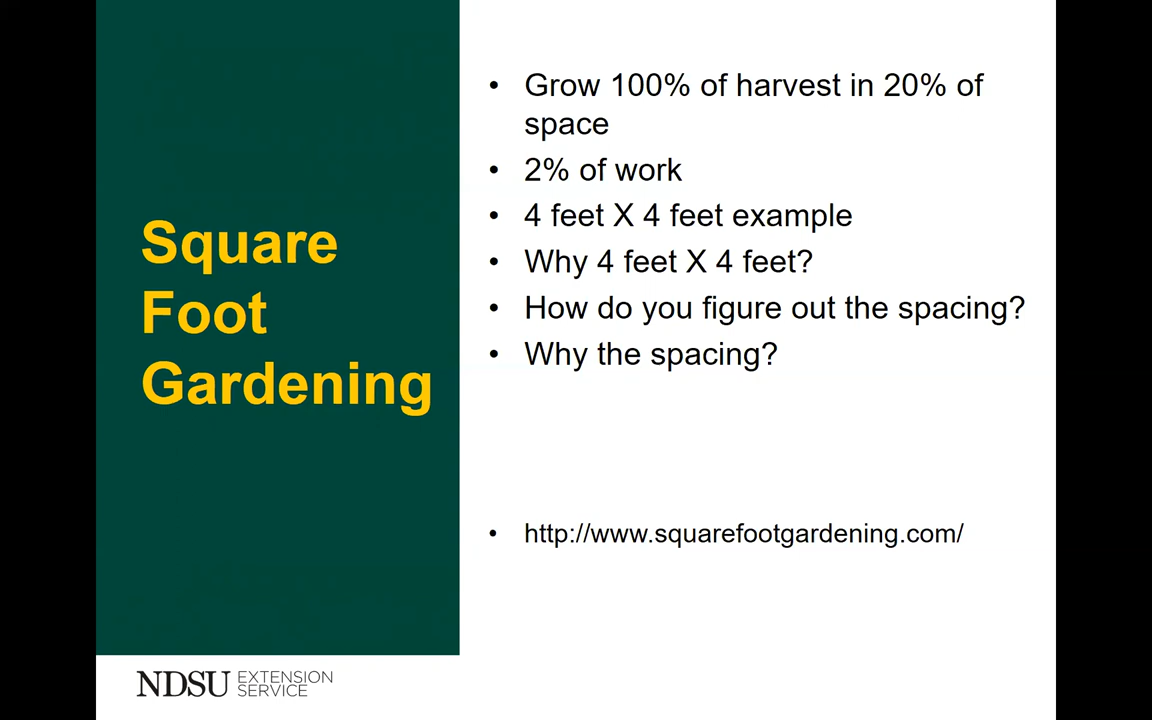 Square
Foot
Gardening
• Grow 100% of harvest in 20% of
space
• 2% of work
• 4 feet X 4 feet example
• Why 4 feet X 4 feet?
• How do you figure out the spacing?
• Why the spacing?
• http://www.squarefootgardening.com/
NDSU EXTENSION
SERVICE